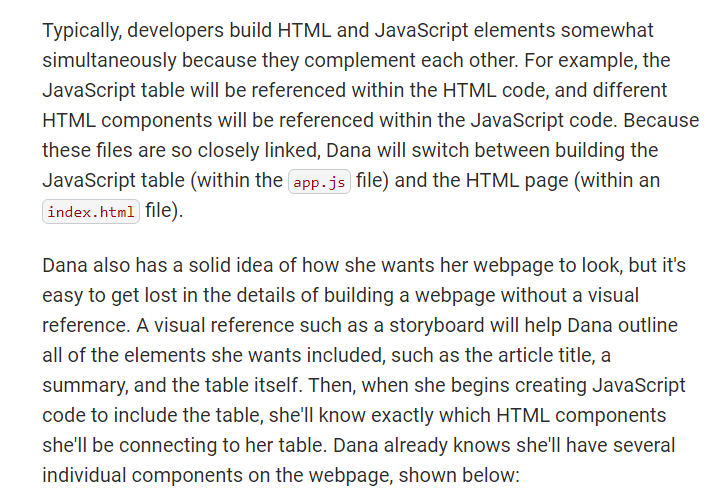 Typically, developers build HTML and JavaScript elements somewhat
simultaneously because they complement each other. For example, the
JavaScript table will be referenced within the HTML code, and different
HTML components will be referenced within the JavaScript code. Because
these files are so closely linked, Dana will switch between building the
JavaScript table (within the app.js file) and the HTML page (within an
index.html file).
Dana also has a solid idea of how she wants her webpage to look, but it's
easy to get lost in the details of building a webpage without a visual
reference. A visual reference such as a storyboard will help Dana outline
all of the elements she wants included, such as the article title, a
summary, and the table itself. Then, when she begins creating JavaScript
code to include the table, she'll know exactly which HTML components
she'll be connecting to her table. Dana already knows she'll have several
individual components on the webpage, shown below: